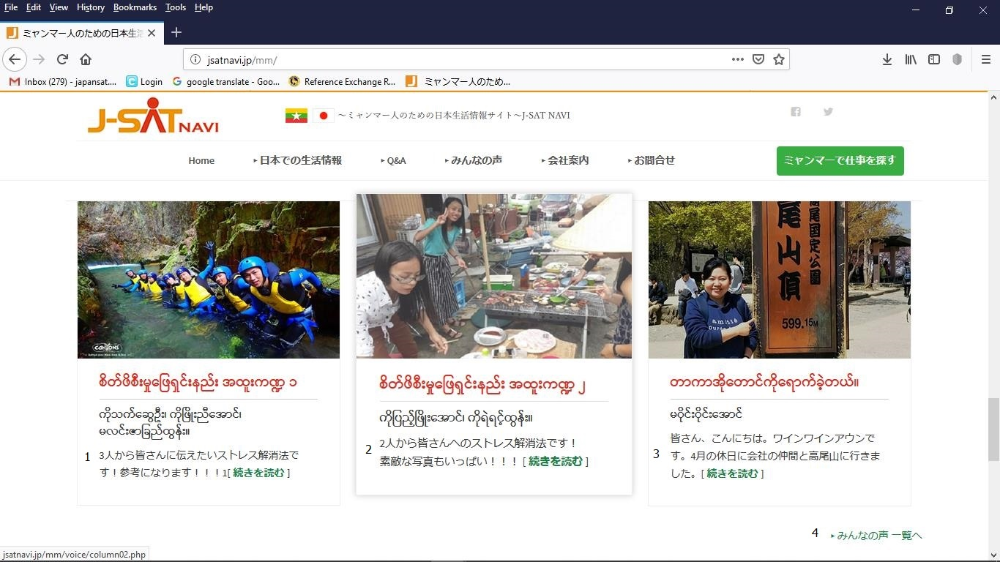 File Edit View History Bookmarks Tools Help
ミャンマー人のための日本生活
jsatnavi.jp/mm/
Inbox (279) - japansat.... Login google translate - Goo... Reference Exchange R... ミャンマー人のため...
J-SAT NAVI
～ミャンマー人のための日本生活情報サイト～J-SAT NAVI
Home 日本での生活情報 Q&A みんなの声 会社案内 お問合せ ミャンマーで仕事を探す
CANYONS
尾国定公園
尾山頂
599.15M
amitié
စိတ်ဖိစီးမှုဖြေရှင်းနည်း အထူးကဏ္ဍ ၁
ကိုသက်ဆွေဦး၊ ကိုဖြိုးညီအောင်၊
မလင်းဇာခြည်ထွန်း။
1 3人から皆さんに伝えたいストレス解消法で
す！参考になります！！！1[ 続きを読む ]
စိတ်ဖိစီးမှုဖြေရှင်းနည်း အထူးကဏ္ဍ ၂
ကိုပြည့်ဖြိုးအောင်၊ ကိုရဲရင့်ထွန်း။
2 2人から皆さんへのストレス解消法です！
素敵な写真もいっぱい！！！ [ 続きを読む ]
တာကာအိုတောင်ကိုရောက်ခဲ့တယ်။
မဝိုင်းဝိုင်းအောင်
3 皆さん、こんにちは。ワインワインアウンで
す。4月の休日に会社の仲間と高尾山に行きま
した。[ 続きを読む ]
4 みんなの声 一覧へ
jsatnavi.jp/mm/voice/column02.php